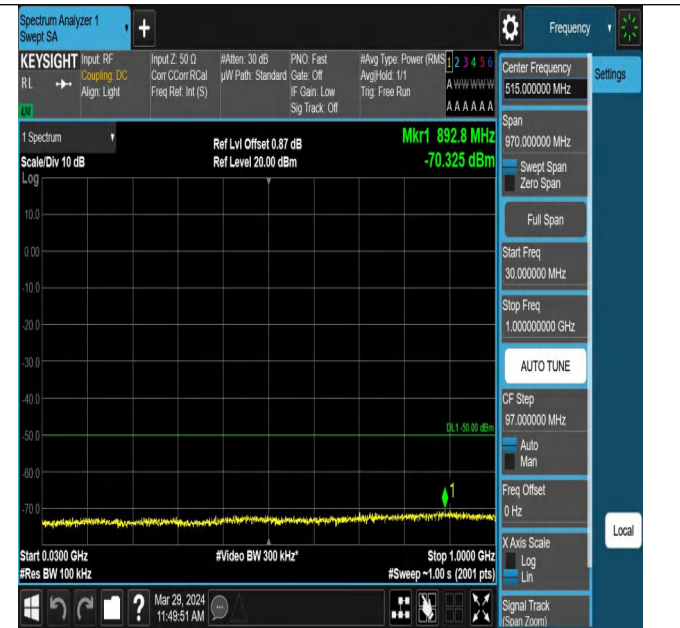 Spectrum Analyzer 1
Swept SA
+
Frequency
KEYSIGHT
RL
LXI
Input: RF
Coupling: DC
Align: Light
Input Z: 50 Ω
Corr CCorr RCal
Freq Ref: Int (S)
#Atten: 30 dB
µW Path: Standard
PNO: Fast
Gate: Off
IF Gain: Low
Sig Track: Off
#Avg Type: Power (RMS
Avg|Hold: 1/1
Trig: Free Run
1 2 3 4 5 6
A W W W W W
A A A A A A
1 Spectrum
Scale/Div 10 dB
Log
Ref Lvl Offset 0.87 dB
Ref Level 20.00 dBm
Mkr1 892.8 MHz
-70.325 dBm
10.0
0.00
-10.0
-20.0
-30.0
-40.0
-50.0
-60.0
-70.0
DL1 -50.00 dBm
1
Start 0.0300 GHz
#Res BW 100 kHz
#Video BW 300 kHz*
Stop 1.0000 GHz
#Sweep ~1.00 s (2001 pts)
Center Frequency
515.000000 MHz
Settings
Span
970.000000 MHz
Swept Span
Zero Span
Full Span
Start Freq
30.000000 MHz
Stop Freq
1.000000000 GHz
AUTO TUNE
CF Step
97.000000 MHz
Auto
Man
Freq Offset
0 Hz
X Axis Scale
Log
Lin
Local
Signal Track
(Span Zoom)
?
Mar 29, 2024
11:49:51 AM